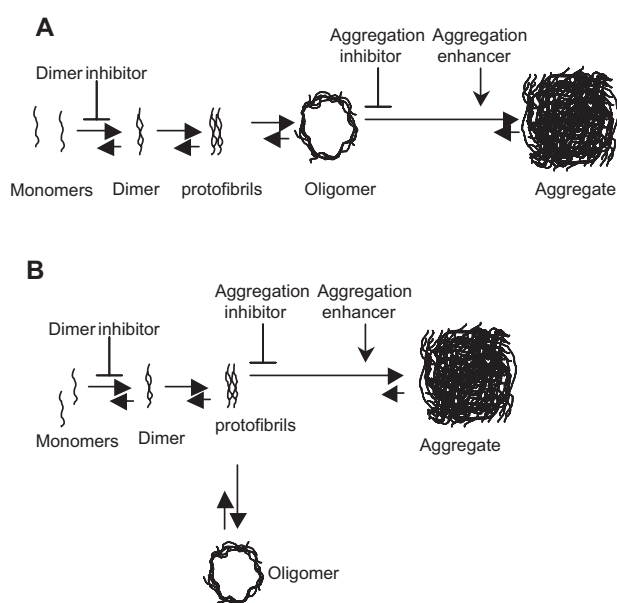 A
Aggregation
inhibitor
Aggregation
enhancer
Dimer inhibitor
Monomers
Dimer
protofibrils
Oligomer
Aggregate
B
Aggregation
inhibitor
Aggregation
enhancer
Dimer inhibitor
Monomers
Dimer
protofibrils
Aggregate
Oligomer